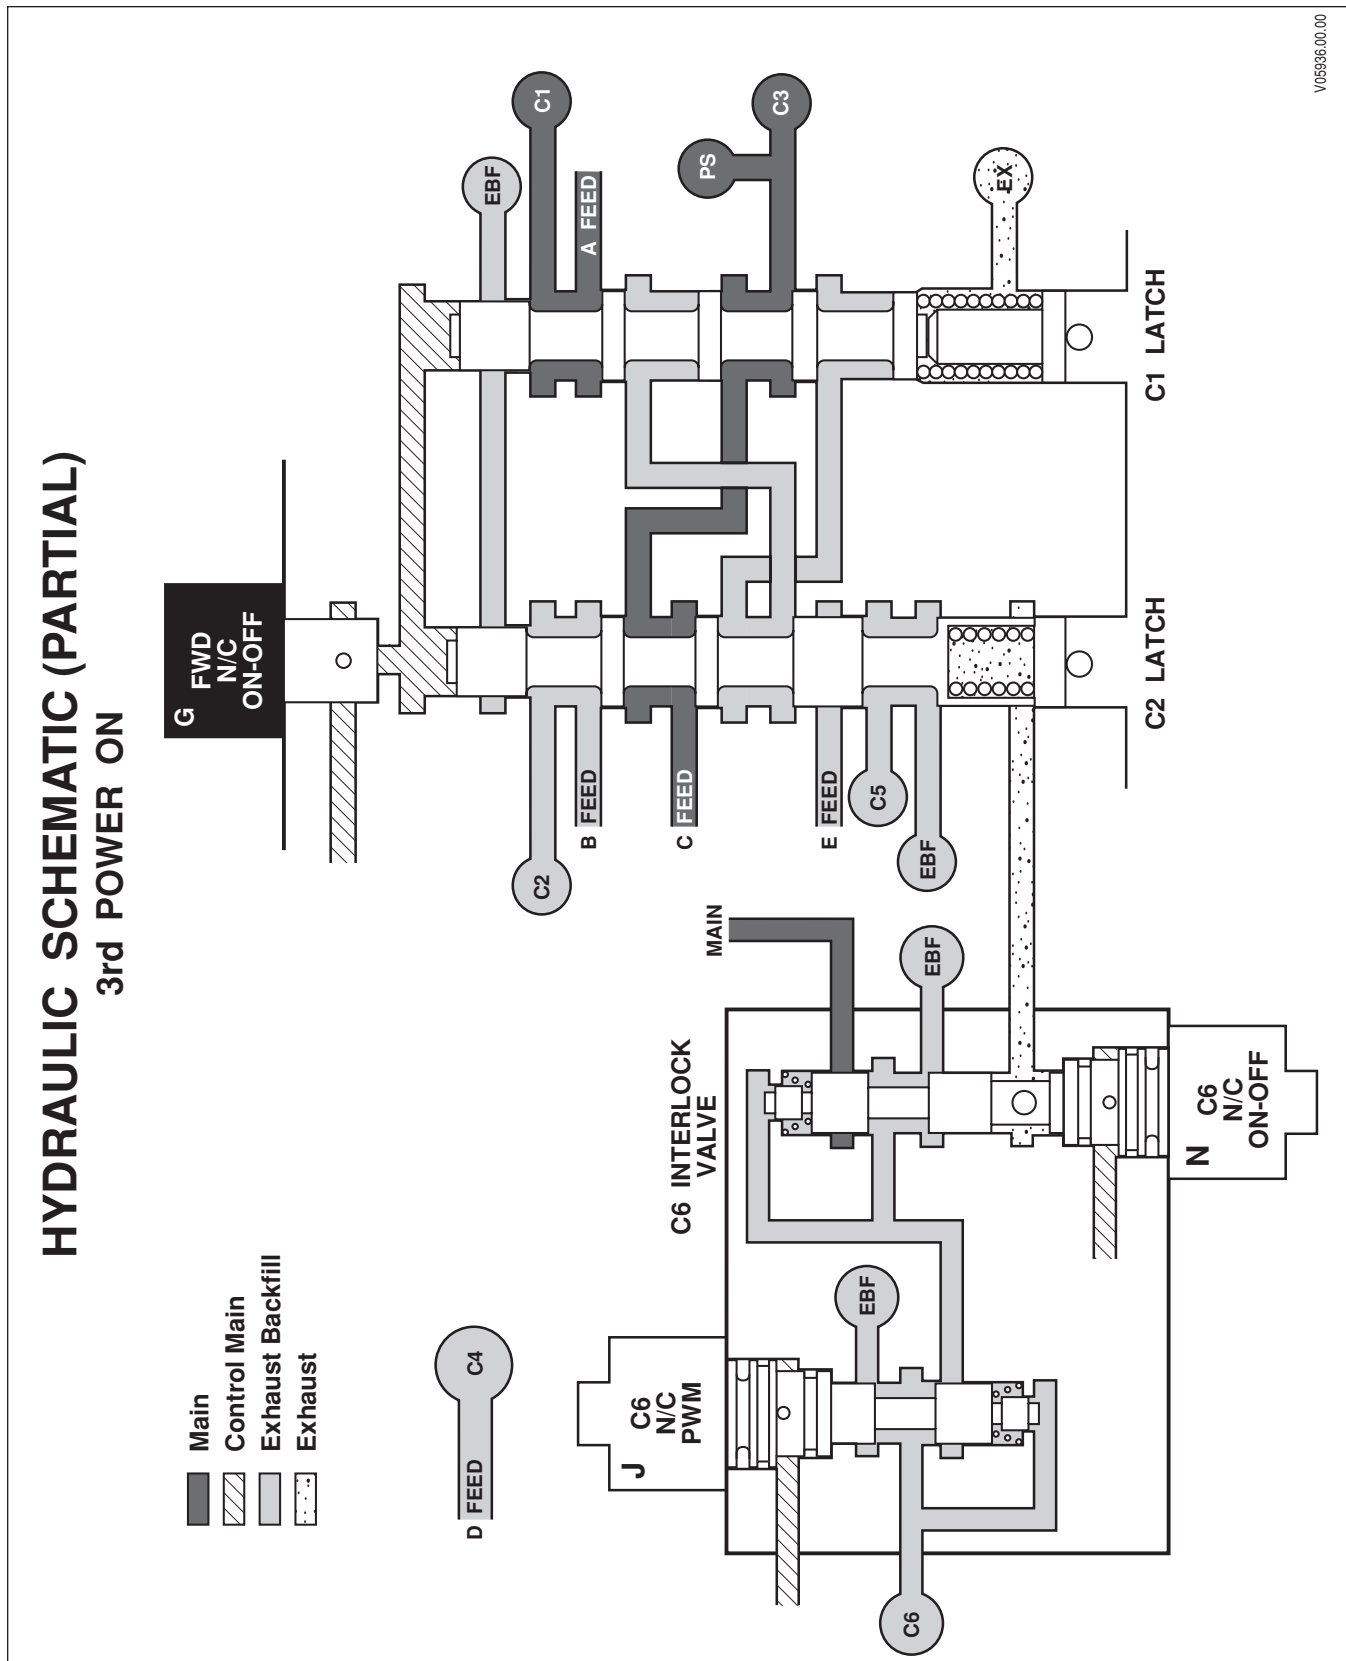 HYDRAULIC SCHEMATIC (PARTIAL)
3rd POWER ON
Main
Control Main
Exhaust Backfill
Exhaust
D FEED
C4
G
FWD
N/C
ON-OFF
EBF
C1
A FEED
PS
C3
EX
C2
B FEED
C FEED
E FEED
C5
EBF
C2 LATCH
C1 LATCH
MAIN
EBF
C6 INTERLOCK
VALVE
J
C6
N/C
PWM
EBF
C6
N
C6
N/C
ON-OFF
V05936.00.00